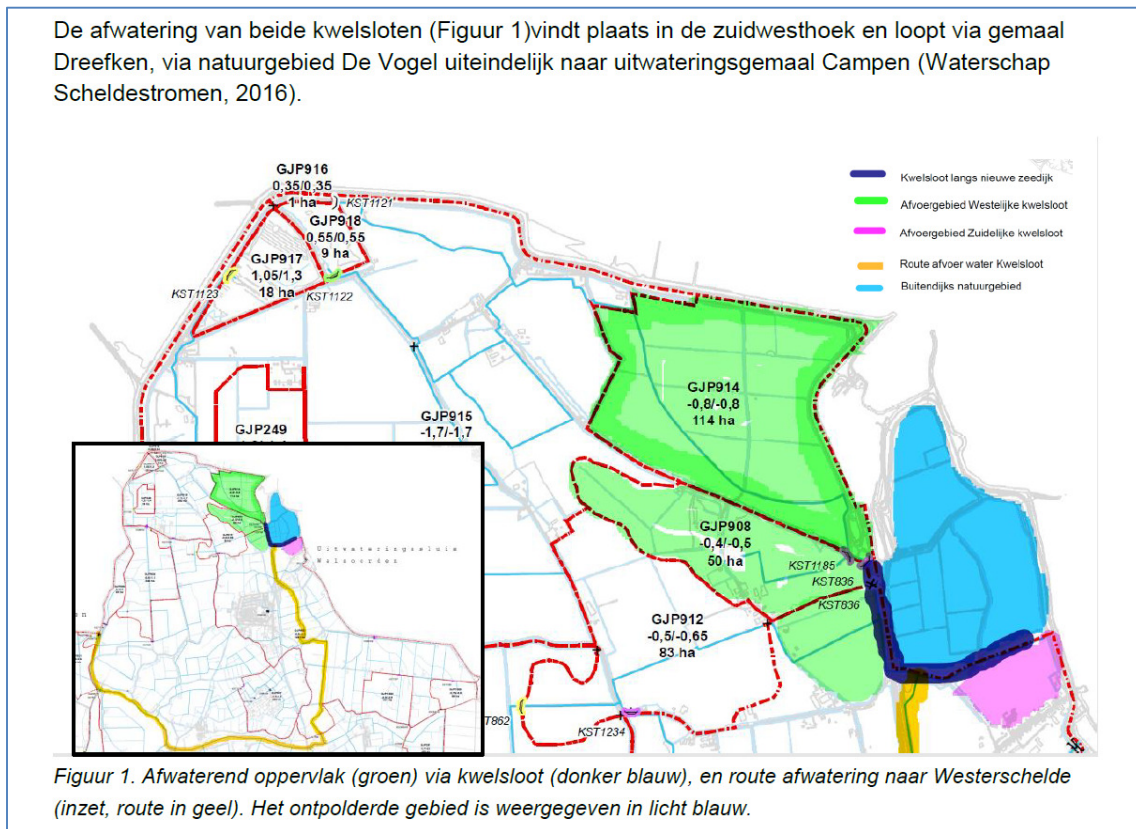 De afwatering van beide kwelsloten (Figuur 1)vindt plaats in de zuidwesthoek en loopt via gemaal
Dreefken, via natuurgebied De Vogel uiteindelijk naar uitwateringsgemaal Campen (Waterschap
Scheldestromen, 2016).
GJP916
0,35/0,35
1 ha
KST1121
GJP918
0,55/0,55
9 ha
GJP917
1,05/1,3
18 ha
KST1123
KST1122
Kwelsloot langs nieuwe zeedijk
Afvoergebied Westelijke kwelsloot
Afvoergebied Zuidelijke kwelsloot
Route afvoer water Kwelsloot
Buitendijks natuurgebied
GJP914
-0,8/-0,8
114 ha
GJP915
-1,7/-1,7
GJP249
GJP908
-0,4/-0,5
50 ha
KST1185
KST836
KST836
GJP912
-0,5/-0,65
83 ha
ST862
KST1234
Uitwateringssluis
Walsoorden
Figuur 1. Afwaterend oppervlak (groen) via kwelsloot (donker blauw), en route afwatering naar Westerschelde
(inzet, route in geel). Het ontpolderde gebied is weergegeven in licht blauw.